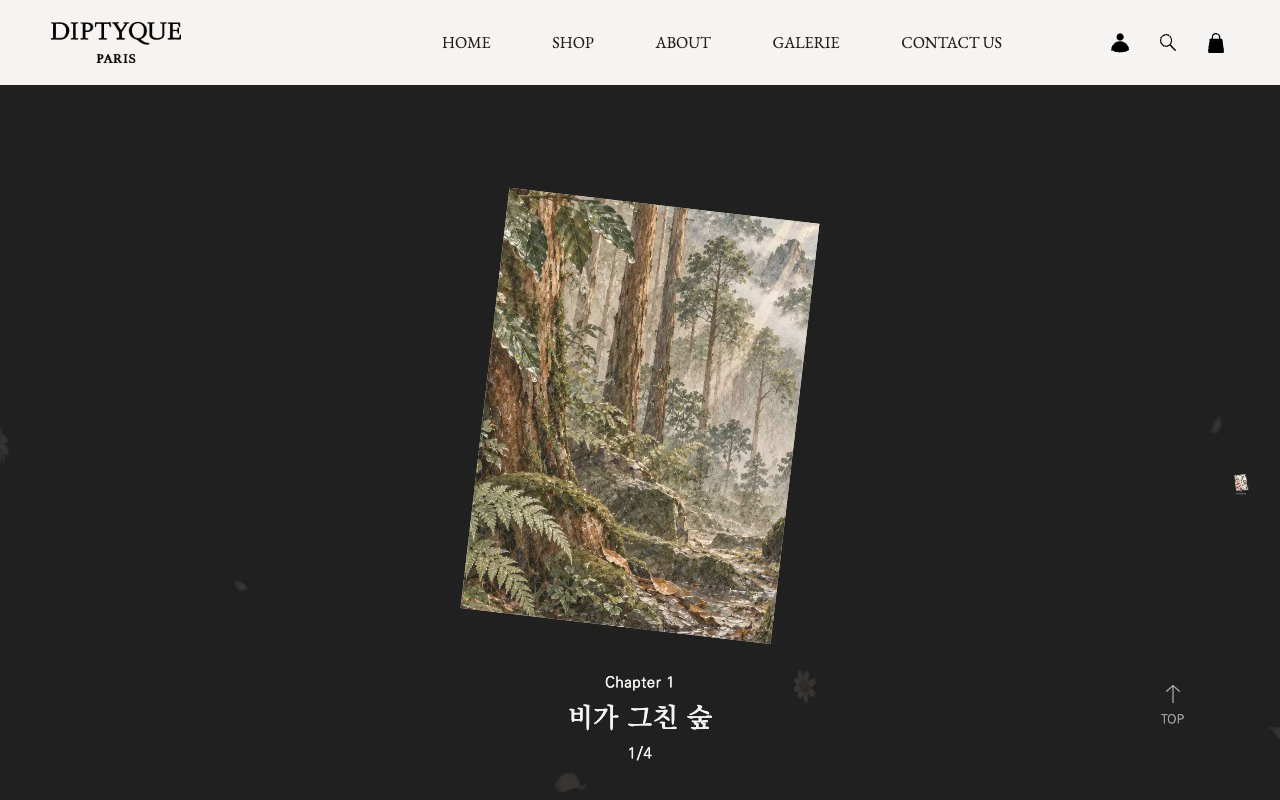 DIPTYQUE
PARIS
HOME
SHOP
ABOUT
GALERIE
CONTACT US
Chapter 1
비가 그친 숲
1/4
TOP